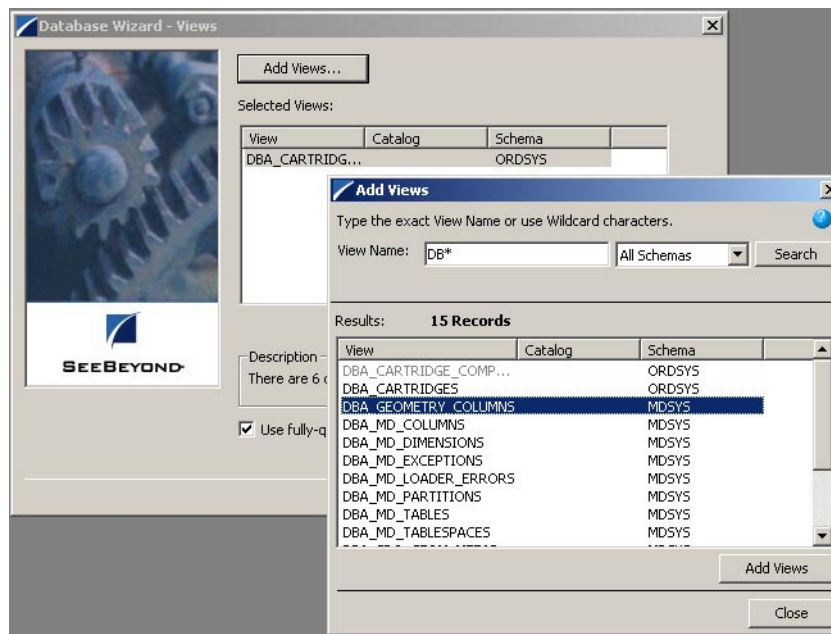 Database Wizard - Views
Add Views...
Selected Views:
View Catalog Schema
DBA_CARTRIDG... ORDSYS
SEEBEYOND
Description
There are 6
Use fully-q
Add Views
Type the exact View Name or use Wildcard characters.
View Name: DB* All Schemas Search
Results: 15 Records
View Catalog Schema
DBA_CARTRIDGE_COMP... ORDSYS
DBA_CARTRIDGES ORDSYS
DBA_GEOMETRY_COLUMNS MDSYS
DBA_MD_COLUMNS MDSYS
DBA_MD_DIMENSIONS MDSYS
DBA_MD_EXCEPTIONS MDSYS
DBA_MD_LOADER_ERRORS MDSYS
DBA_MD_PARTITIONS MDSYS
DBA_MD_TABLES MDSYS
DBA_MD_TABLESPACES MDSYS
Add Views
Close